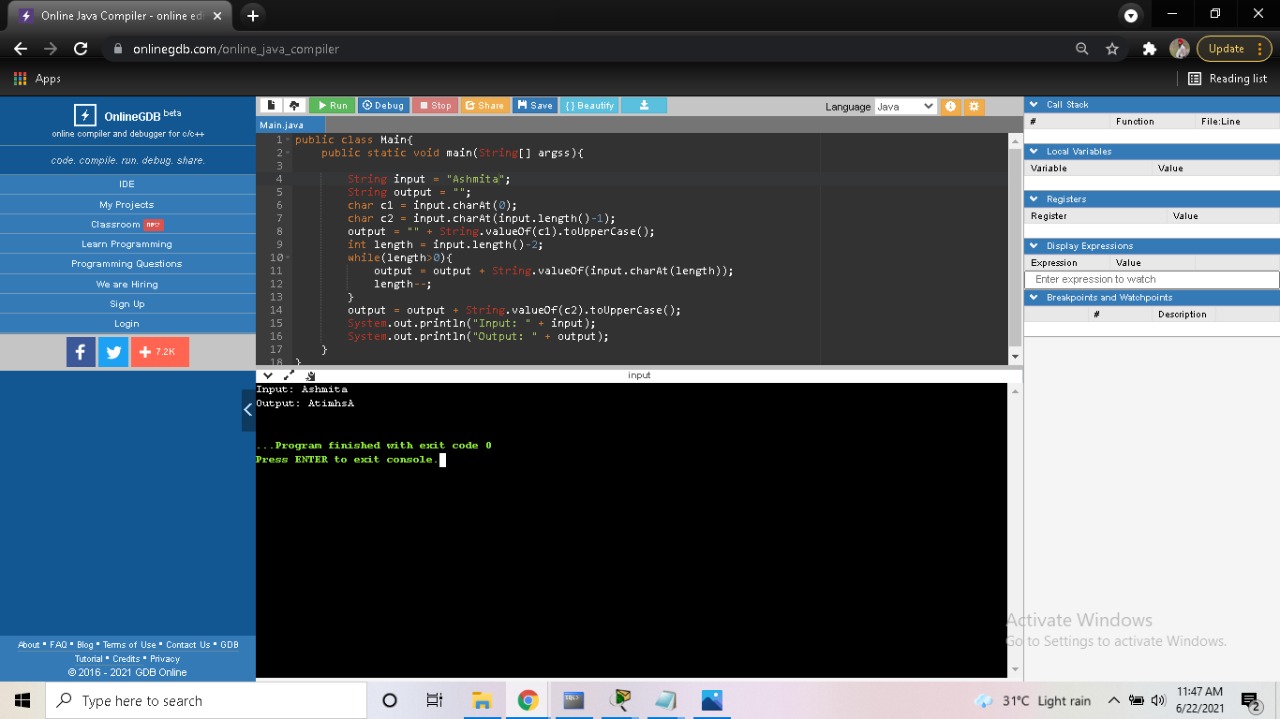 Online Java Compiler - online ed
onlinegdb.com/online_java_compiler
Update
Apps
Reading list
OnlineGDB beta
online compiler and debugger for c/c++
code. compile. run. debug. share.
IDE
My Projects
Classroom new
Learn Programming
Programming Questions
We are Hiring
Sign Up
Login
7.2K
About • FAQ • Blog • Terms of Use • Contact Us • GDB
Tutorial • Credits • Privacy
© 2016 - 2021 GDB Online
Run Debug Stop Share Save {} Beautify
Language Java
Main.java
1 public class Main{
2 public static void main(String[] argss){
3
4 String input = "Ashmita";
5 String output = "";
6 char c1 = input.charAt(0);
7 char c2 = input.charAt(input.length()-1);
8 output = "" + String.valueOf(c1).toUpperCase();
9 int length = input.length()-2;
10 while(length>0){
11 output = output + String.valueOf(input.charAt(length));
12 length--;
13 }
14 output = output + String.valueOf(c2).toUpperCase();
15 System.out.println("Input: " + input);
16 System.out.println("Output: " + output);
17 }
18 }
input
Input: Ashmita
Output: AtimhsA
...Program finished with exit code 0
Press ENTER to exit console.
Call Stack
# Function File:Line
Local Variables
Variable Value
Registers
Register Value
Display Expressions
Expression Value
Enter expression to watch
Breakpoints and Watchpoints
# Description
Activate Windows
Go to Settings to activate Windows.
Type here to search
31°C Light rain
11:47 AM
6/22/2021
2